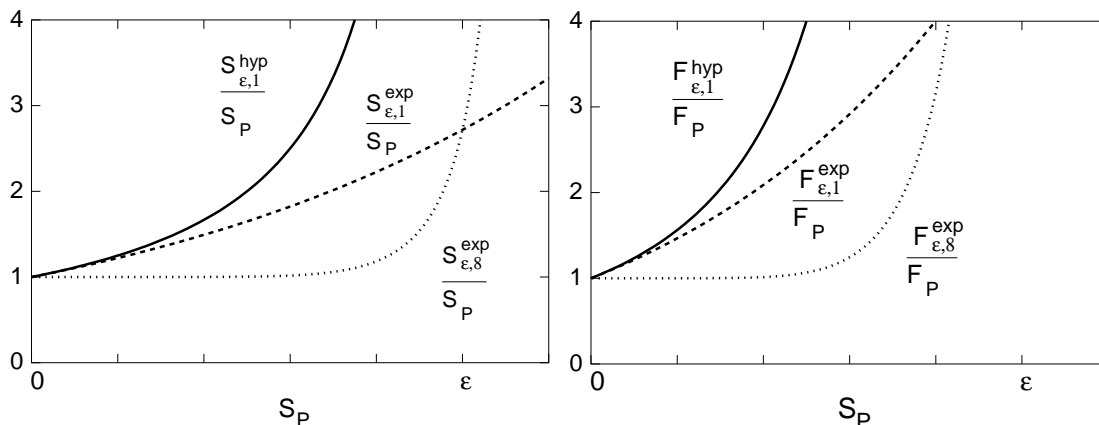 4
3
2
1
0
0
ε
S_P
S^hyp_ε,1
S_P
S^exp_ε,1
S_P
S^exp_ε,8
S_P
4
3
2
1
0
0
ε
S_P
F^hyp_ε,1
F_P
F^exp_ε,1
F_P
F^exp_ε,8
F_P